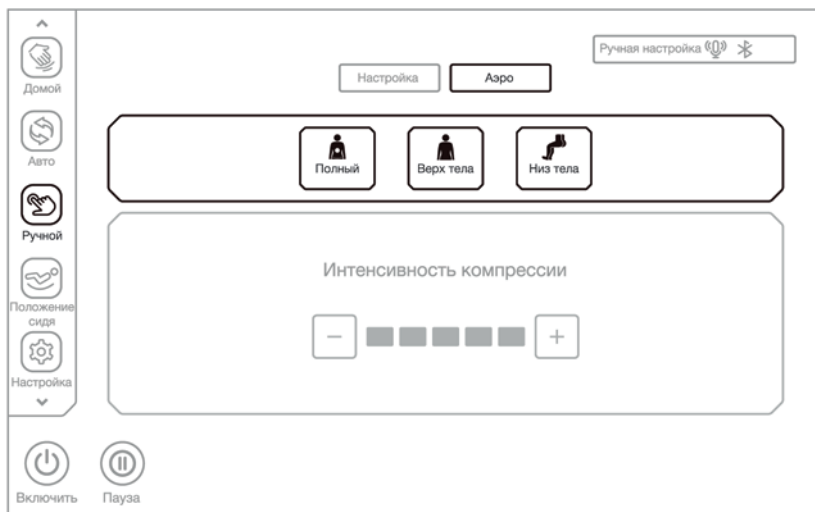 Ручная настройка
Настройка
Аэро
Домой
Авто
Ручной
Положение
сидя
Настройка
Полный
Верх тела
Низ тела
Интенсивность компрессии
Включить
Пауза